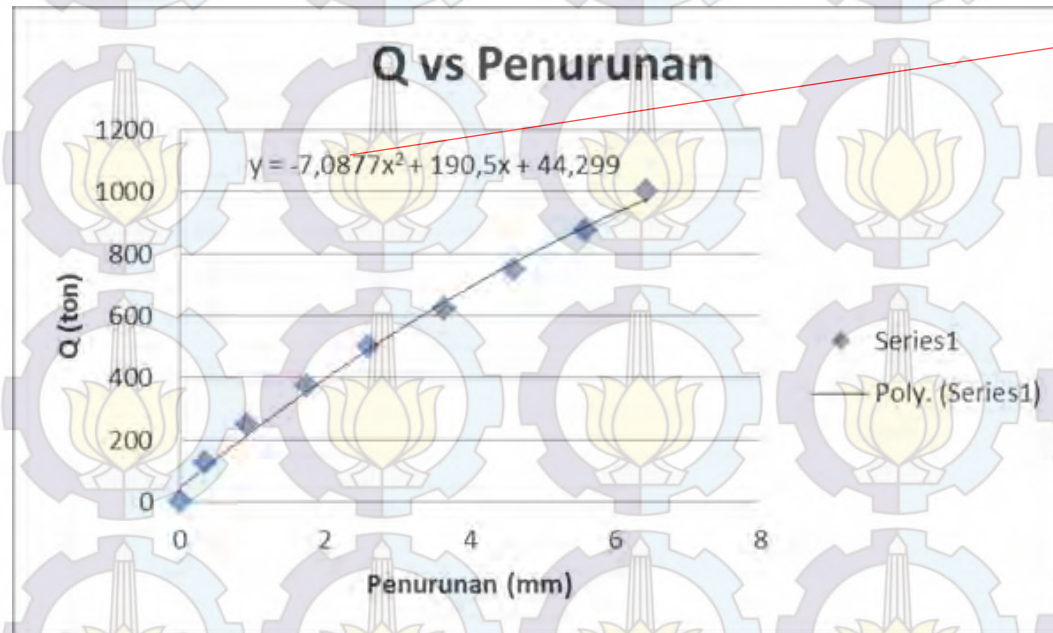 Q vs Penurunan
y = -7,0877x² + 190,5x + 44,299
1200
1000
800
600
400
200
0
Q (ton)
0 2 4 6 8
Penurunan (mm)
Series1
Poly. (Series1)